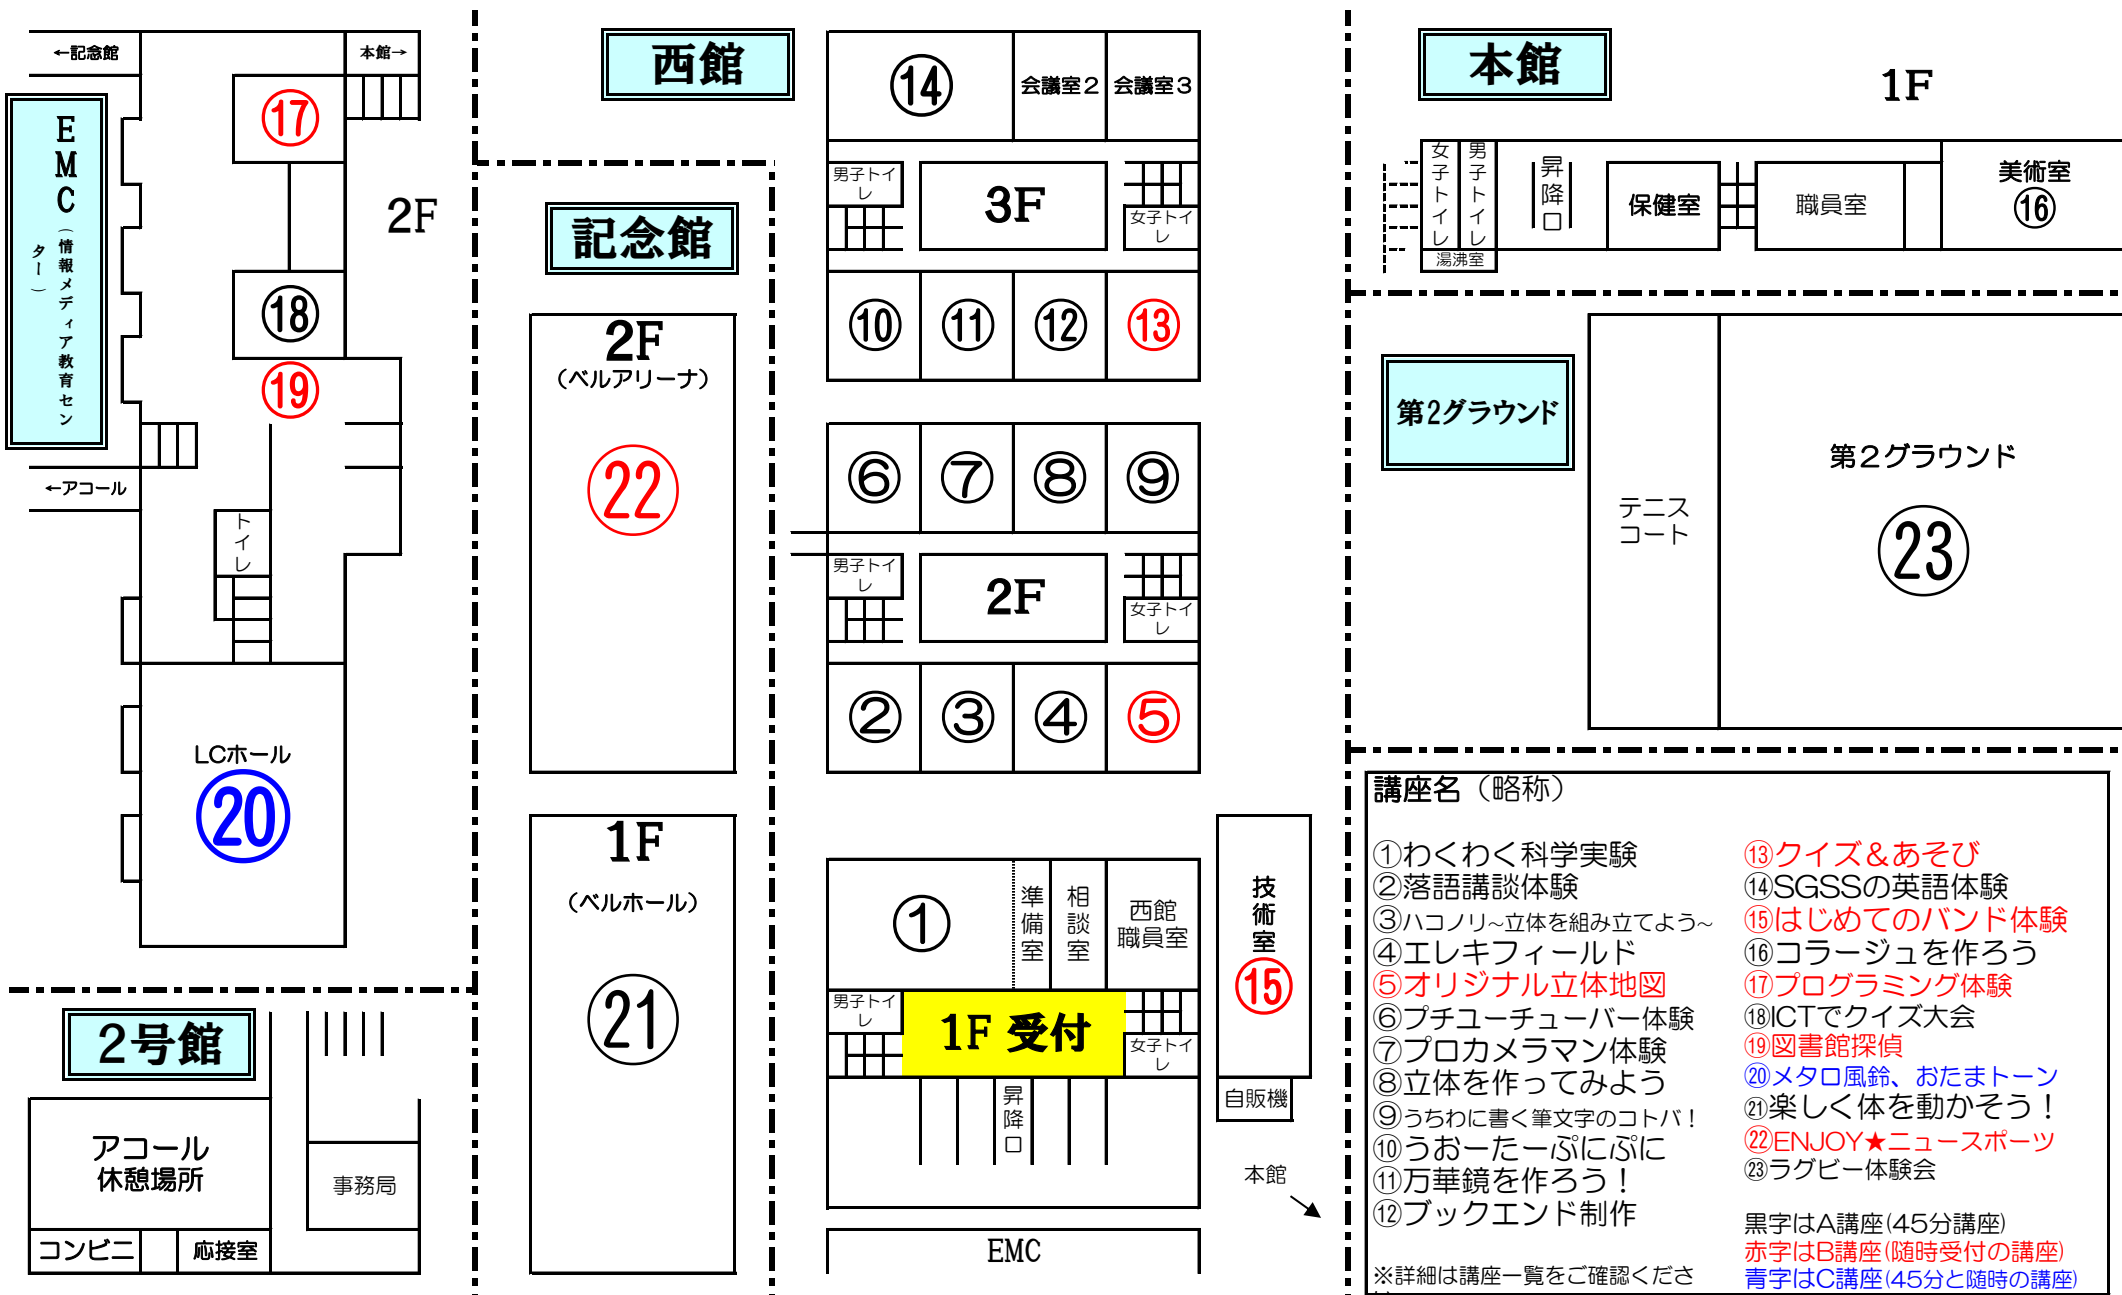 ←記念館
本館→
EMC（情報メディア教育センター）
⑰
2F
⑱
⑲
←アコール
トイレ
LCホール
⑳
2号館
アコール
休憩場所
事務局
コンビニ
応接室
記念館
2F
（ベルアリーナ）
㉒
1F
（ベルホール）
㉑
西館
⑭
会議室２
会議室３
男子トイレ
3F
女子トイレ
⑩
⑪
⑫
⑬
⑥
⑦
⑧
⑨
男子トイレ
2F
女子トイレ
②
③
④
⑤
①
準備室
相談室
西館
職員室
男子トイレ
1F 受付
女子トイレ
昇降口
技術室
⑮
自販機
本館
EMC
本館
1F
女子トイレ
男子トイレ
湯沸室
昇降口
保健室
職員室
美術室
⑯
第2グラウンド
テニス
コート
第２グラウンド
㉓
講座名（略称）
①わくわく科学実験
②落語講談体験
③ハコノリ~立体を組み立てよう~
④エレキフィールド
⑤オリジナル立体地図
⑥プチユーチューバー体験
⑦プロカメラマン体験
⑧立体を作ってみよう
⑨うちわに書く筆文字のコトバ！
⑩うおーたーぷにぷに
⑪万華鏡を作ろう！
⑫ブックエンド制作
※詳細は講座一覧をご確認くださ
⑬クイズ＆あそび
⑭SGSSの英語体験
⑮はじめてのバンド体験
⑯コラージュを作ろう
⑰プログラミング体験
⑱ICTでクイズ大会
⑲図書館探偵
⑳メタロ風鈴、おたまトーン
㉑楽しく体を動かそう！
㉒ENJOY★ニュースポーツ
㉓ラグビー体験会
黒字はA講座(45分講座)
赤字はB講座(随時受付の講座)
青字はC講座(45分と随時の講座)